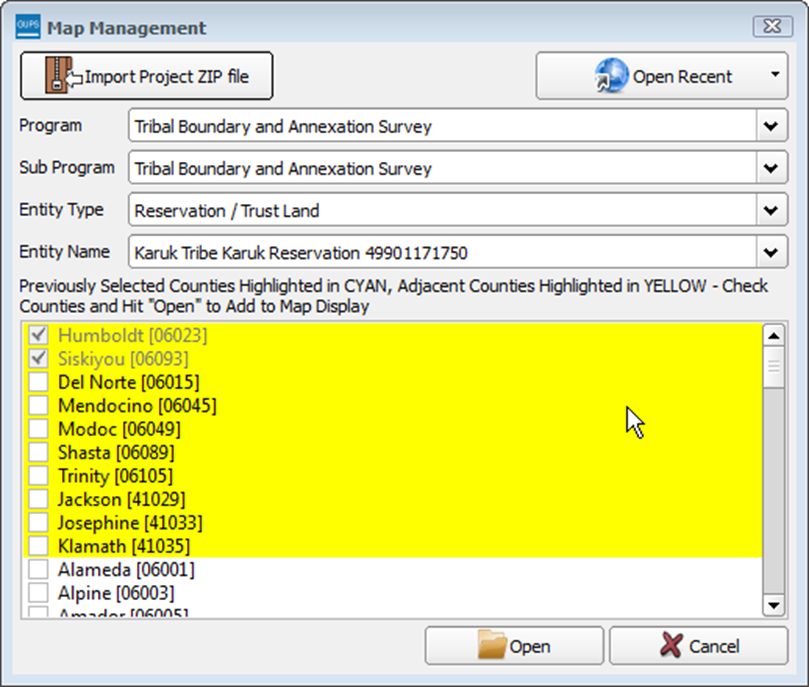 GUPS Map Management
Import Project ZIP file
Open Recent
Program
Tribal Boundary and Annexation Survey
Sub Program
Tribal Boundary and Annexation Survey
Entity Type
Reservation / Trust Land
Entity Name
Karuk Tribe Karuk Reservation 49901171750
Previously Selected Counties Highlighted in CYAN, Adjacent Counties Highlighted in YELLOW - Check
Counties and Hit "Open" to Add to Map Display
Humboldt [06023]
Siskiyou [06093]
Del Norte [06015]
Mendocino [06045]
Modoc [06049]
Shasta [06089]
Trinity [06105]
Jackson [41029]
Josephine [41033]
Klamath [41035]
Alameda [06001]
Alpine [06003]
Amador [06005]
Open
Cancel